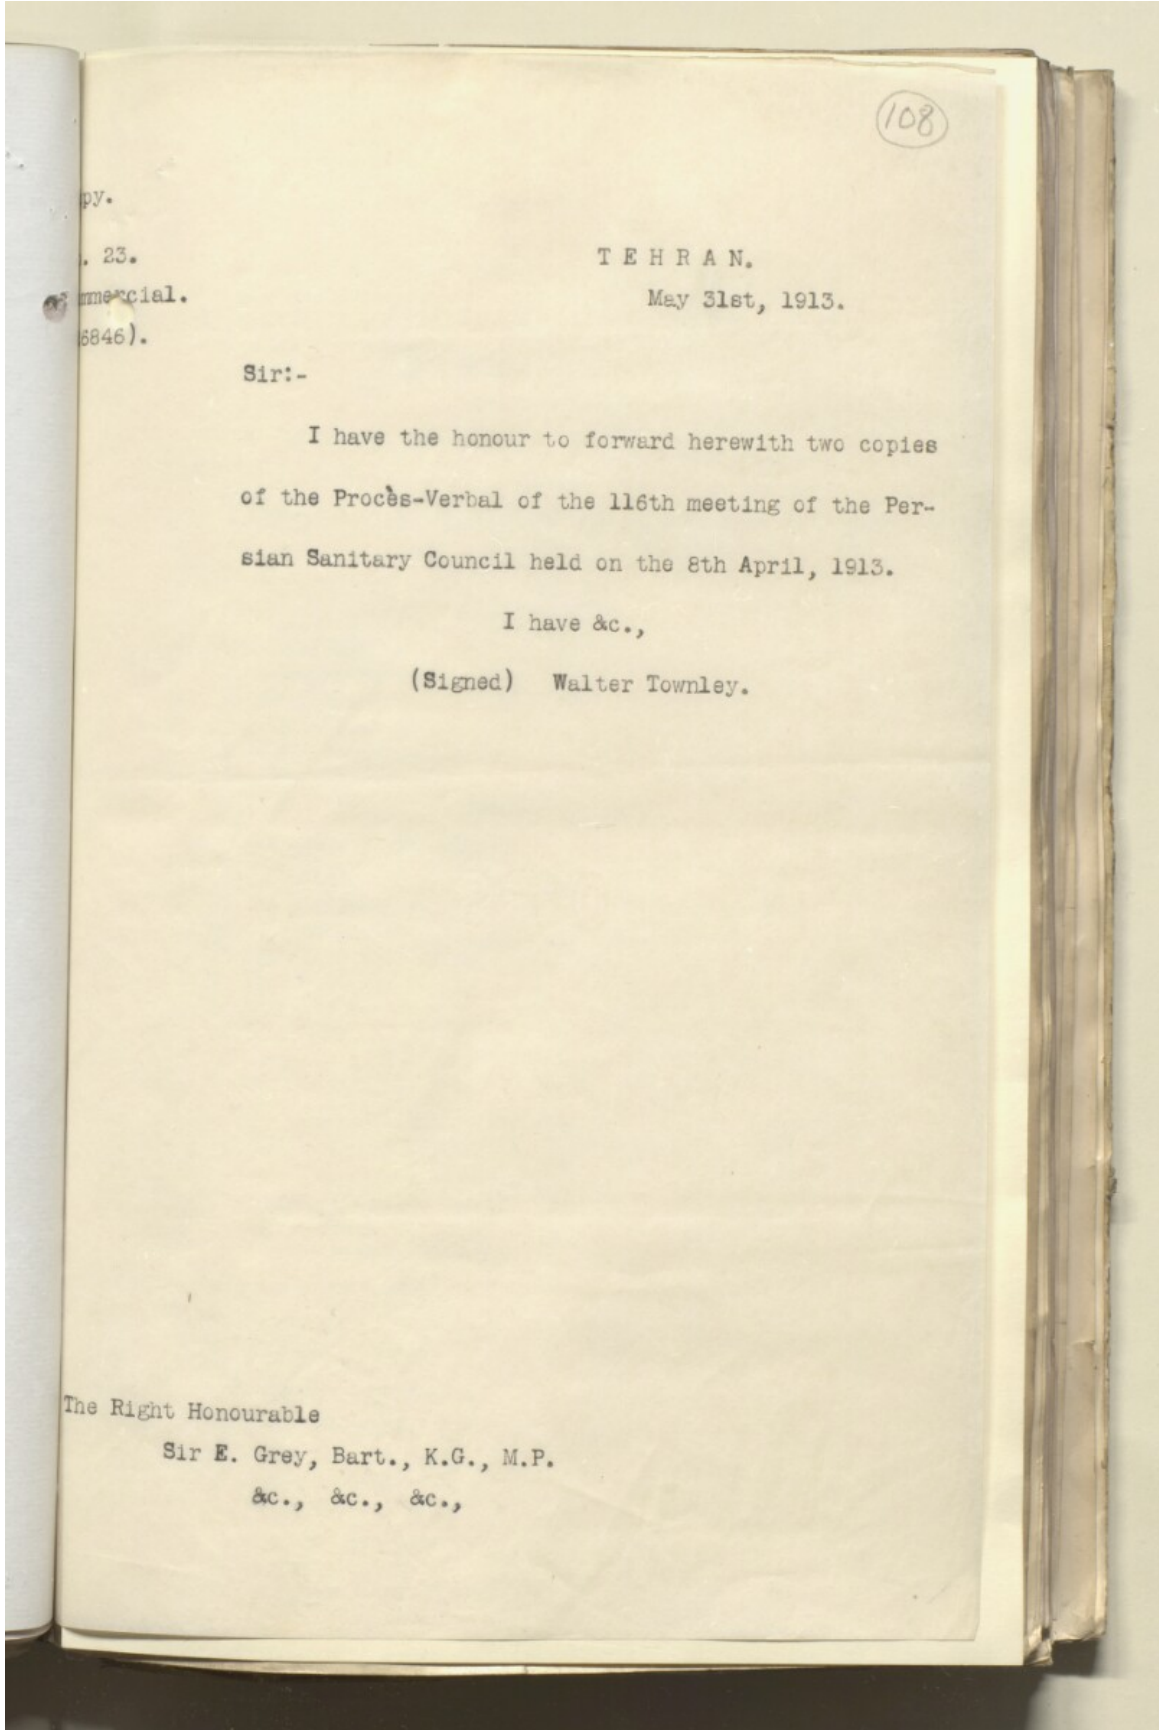 108
py.
. 23.
TEHRAN.
mmercial.
May 31st, 1913.
6846).
Sir:-
I have the honour to forward herewith two copies
of the Procès-Verbal of the 116th meeting of the Per-
sian Sanitary Council held on the 8th April, 1913.
I have &c.,
(Signed) Walter Townley.
The Right Honourable
Sir E. Grey, Bart., K.G., M.P.
&c., &c., &c.,